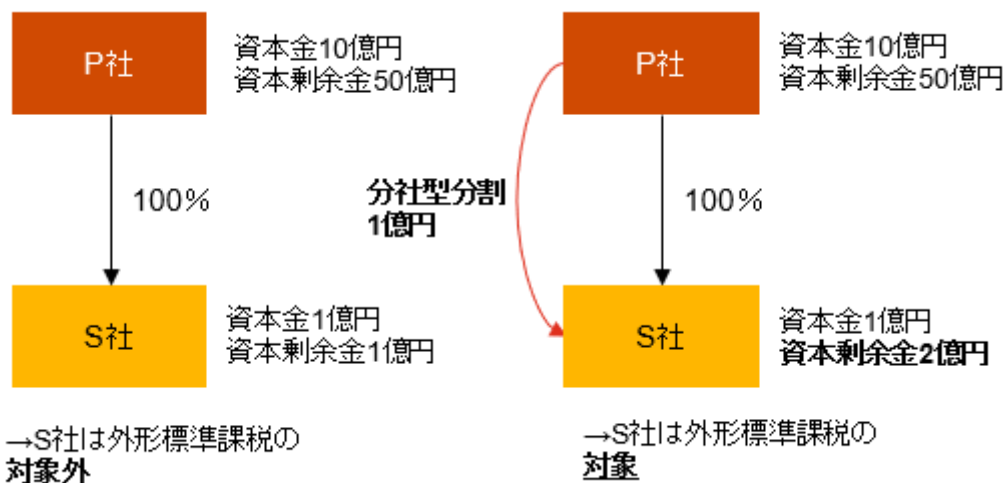 P社
資本金10億円
資本剰余金50億円
100%
S社
資本金1億円
資本剰余金1億円
→S社は外形標準課税の
対象外
P社
資本金10億円
資本剰余金50億円
分社型分割
1億円
100%
S社
資本金1億円
資本剰余金2億円
→S社は外形標準課税の
対象